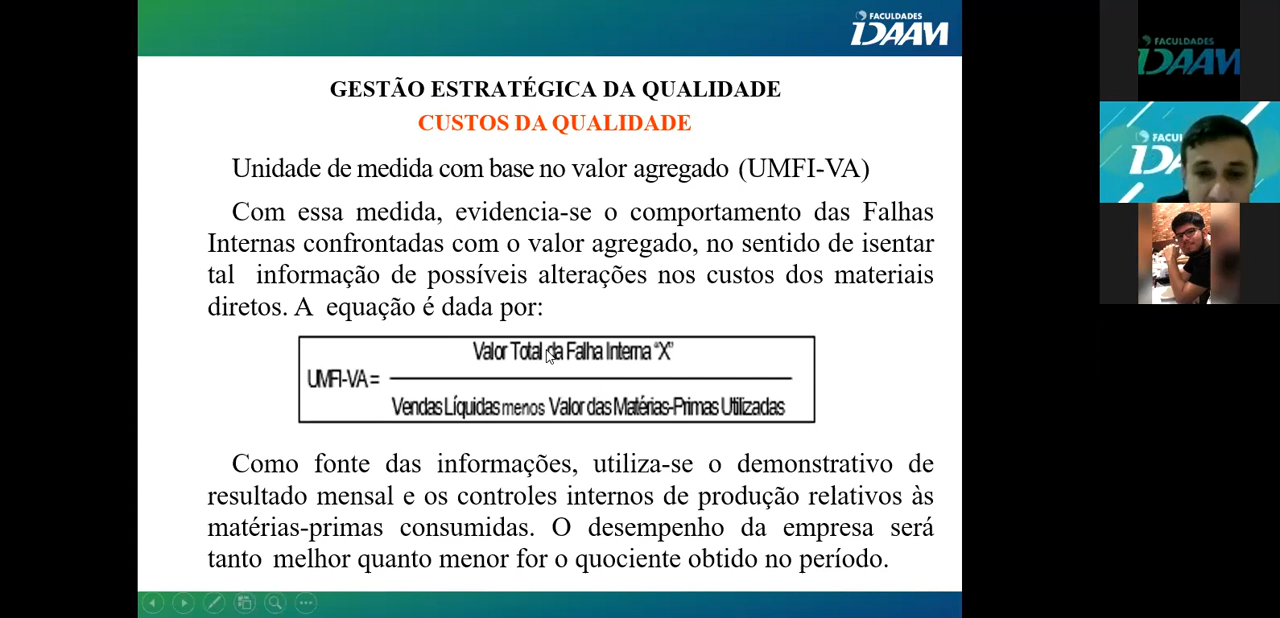 FACULDADES
IDAAM
GESTÃO ESTRATÉGICA DA QUALIDADE
CUSTOS DA QUALIDADE
Unidade de medida com base no valor agregado (UMFI-VA)
Com essa medida, evidencia-se o comportamento das Falhas
Internas confrontadas com o valor agregado, no sentido de isentar
tal informação de possíveis alterações nos custos dos materiais
diretos. A equação é dada por:
Valor Total da Falha Interna “X”
UMFI-VA =
Vendas Líquidas menos Valor das Matérias-Primas Utilizadas
Como fonte das informações, utiliza-se o demonstrativo de
resultado mensal e os controles internos de produção relativos às
matérias-primas consumidas. O desempenho da empresa será
tanto melhor quanto menor for o quociente obtido no período.
FACULDADES
IDAAM